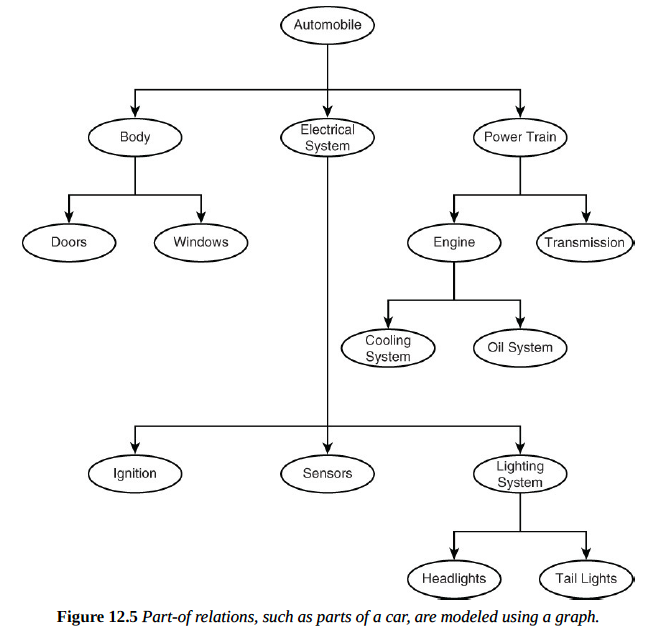 Automobile
Body
Electrical
System
Power Train
Doors
Windows
Engine
Transmission
Cooling
System
Oil System
Ignition
Sensors
Lighting
System
Headlights
Tail Lights
Figure 12.5 Part-of relations, such as parts of a car, are modeled using a graph.